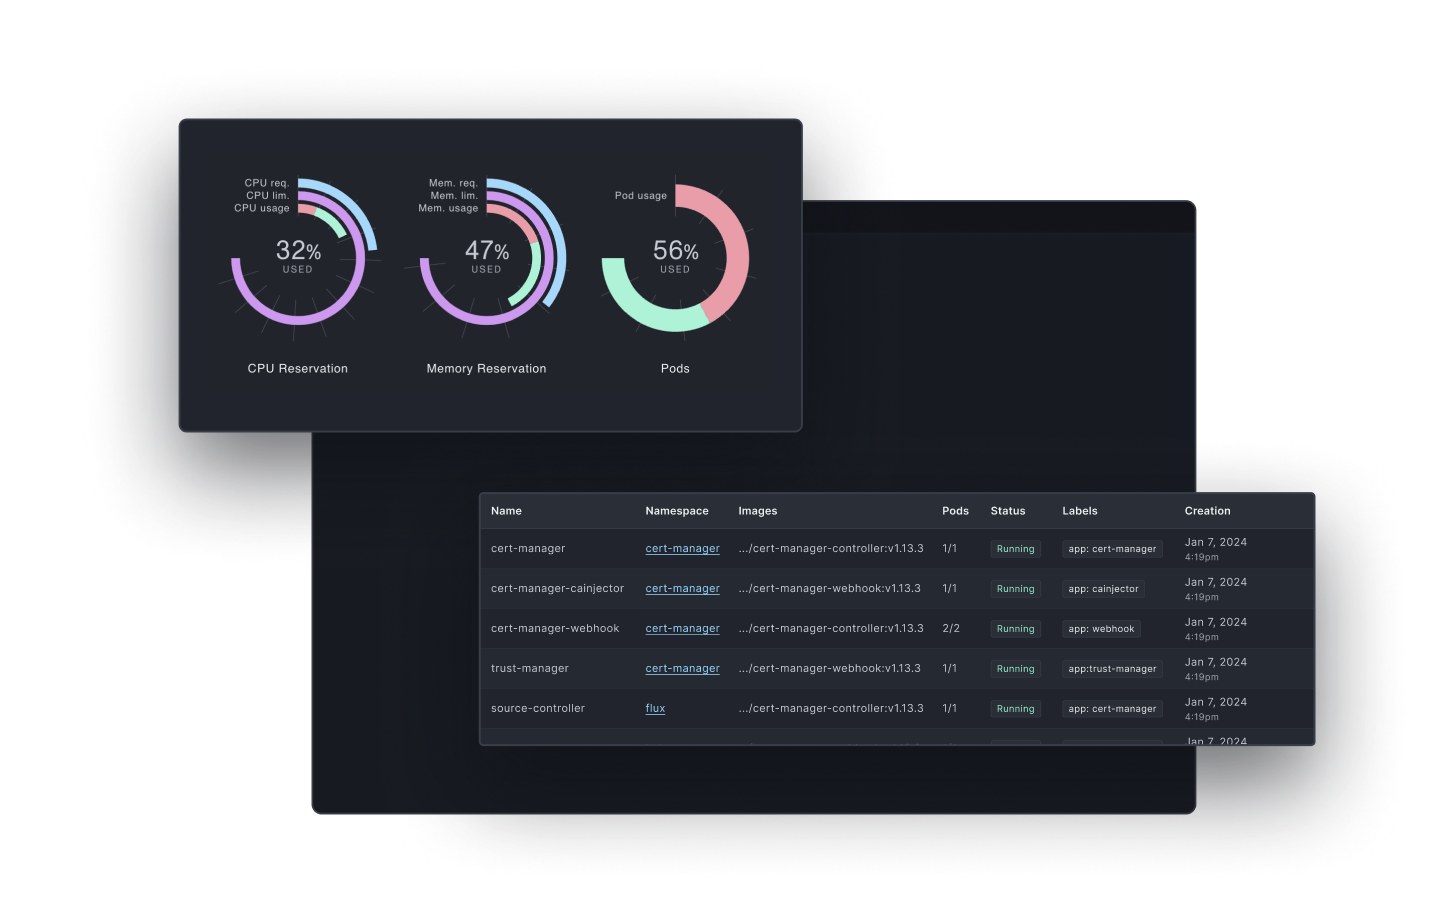 CPU req.
CPU lim.
CPU usage
32%
USED
CPU Reservation
Mem. req.
Mem. lim.
Mem. usage
47%
USED
Memory Reservation
Pod usage
56%
USED
Pods
Name Namespace Images Pods Status Labels Creation
cert-manager cert-manager .../cert-manager-controller:v1.13.3 1/1 Running app: cert-manager Jan 7, 2024
4:19pm
cert-manager-cainjector cert-manager .../cert-manager-webhook:v1.13.3 1/1 Running app: cainjector Jan 7, 2024
4:19pm
cert-manager-webhook cert-manager .../cert-manager-controller:v1.13.3 2/2 Running app: webhook Jan 7, 2024
4:19pm
trust-manager cert-manager .../cert-manager-webhook:v1.13.3 1/1 Running app:trust-manager Jan 7, 2024
4:19pm
source-controller flux .../cert-manager-controller:v1.13.3 1/1 Running app: cert-manager Jan 7, 2024
4:19pm
Jan 7, 2024